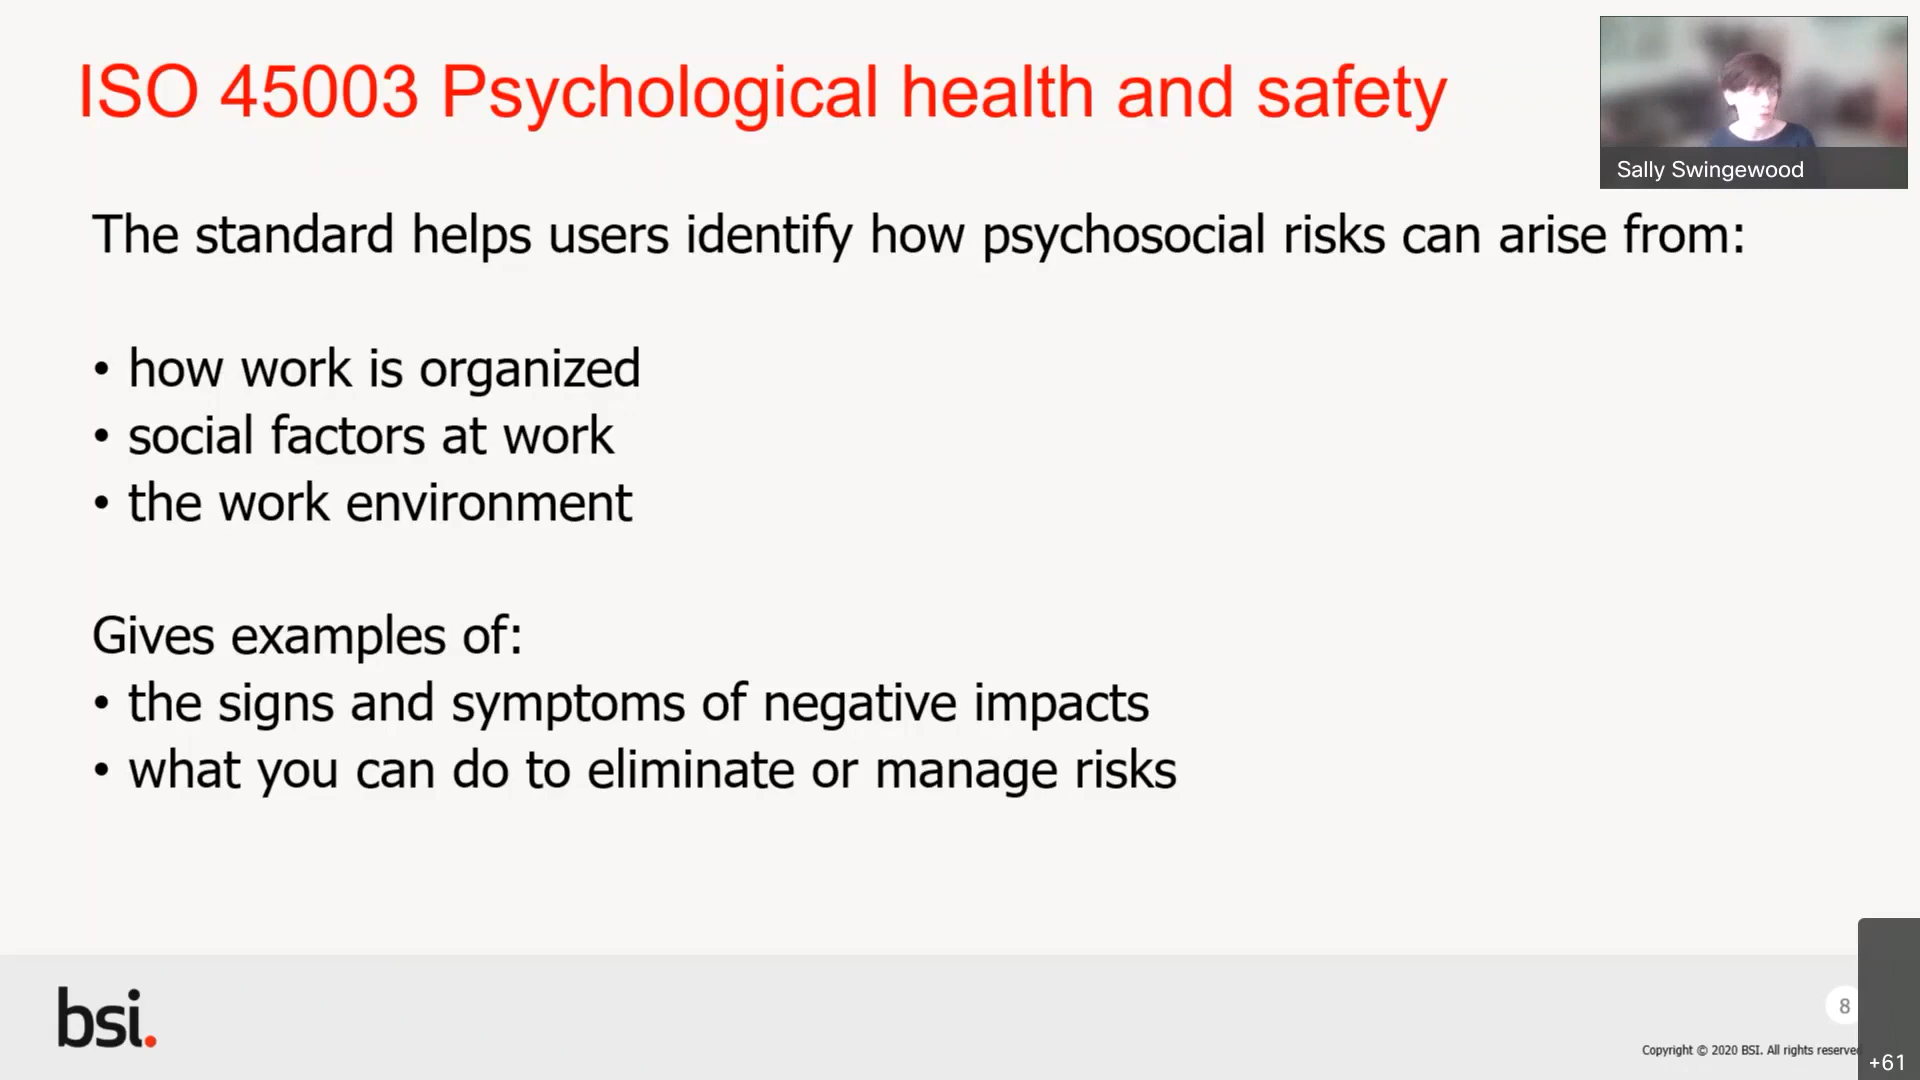 ISO 45003 Psychological health and safety
Sally Swingewood
The standard helps users identify how psychosocial risks can arise from:
• how work is organized
• social factors at work
• the work environment
Gives examples of:
• the signs and symptoms of negative impacts
• what you can do to eliminate or manage risks
bsi.
8
Copyright © 2020 BSI. All rights reserve
+61